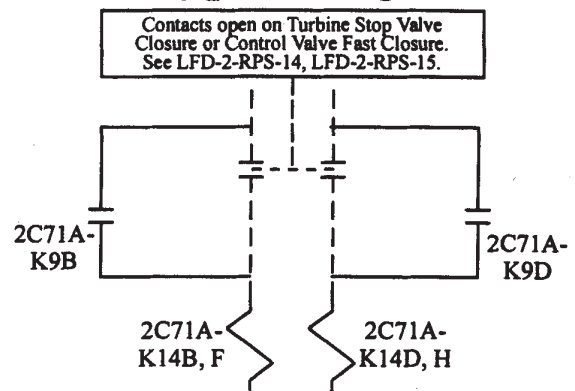 Contacts open on Turbine Stop Valve
Closure or Control Valve Fast Closure.
See LFD-2-RPS-14, LFD-2-RPS-15.
2C71A-
K9B
2C71A-
K9D
2C71A-
K14B, F
2C71A-
K14D, H